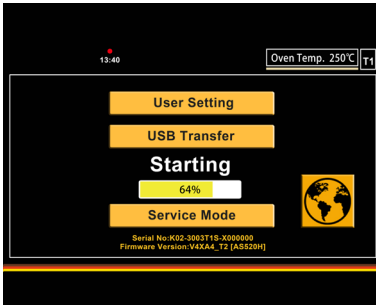 13:40
Oven Temp. 250℃ T1
User Setting
USB Transfer
Starting
64%
Service Mode
Serial No:K02-3003T1S-X000000
Firmware Version:V4XA4_T2 [AS520H]